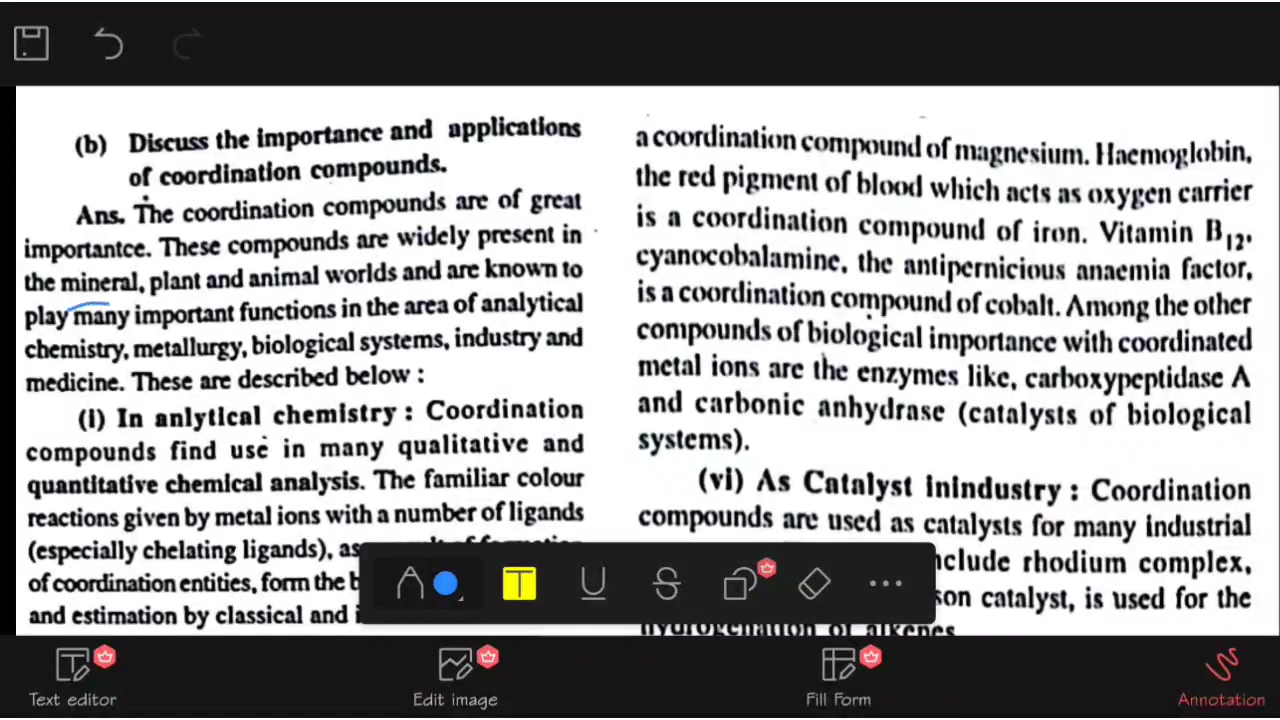 (b) Discuss the importance and applications
of coordination compounds.
Ans. The coordination compounds are of great
importantce. These compounds are widely present in
the mineral, plant and animal worlds and are known to
play many important functions in the area of analytical
chemistry, metallurgy, biological systems, industry and
medicine. These are described below :
(i) In anlytical chemistry : Coordination
compounds find use in many qualitative and
quantitative chemical analysis. The familiar colour
reactions given by metal ions with a number of ligands
(especially chelating ligands), as
of coordination entities, form the
and estimation by classical and
a coordination compound of magnesium. Haemoglobin,
the red pigment of blood which acts as oxygen carrier
is a coordination compound of iron. Vitamin B12,
cyanocobalamine, the antipernicious anaemia factor,
is a coordination compound of cobalt. Among the other
compounds of biological importance with coordinated
metal ions are the enzymes like, carboxypeptidase A
and carbonic anhydrase (catalysts of biological
systems).
(vi) As Catalyst inindustry : Coordination
compounds are used as catalysts for many industrial
rhodium complex,
catalyst, is used for the
hydrogenation of alkenes
T U S
Text editor
Edit image
Fill Form
Annotation